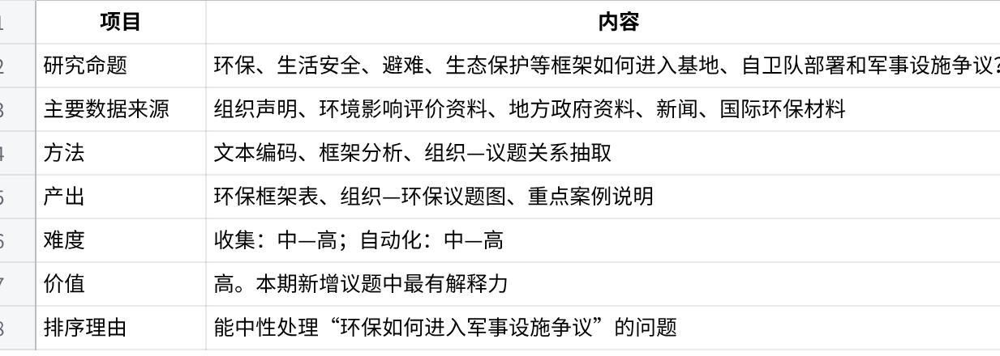 项目 内容
2 研究命题 环保、生活安全、避难、生态保护等框架如何进入基地、自卫队部署和军事设施争议？
3 主要数据来源 组织声明、环境影响评价资料、地方政府资料、新闻、国际环保材料
4 方法 文本编码、框架分析、组织—议题关系抽取
5 产出 环保框架表、组织—环保议题图、重点案例说明
6 难度 收集：中—高；自动化：中—高
7 价值 高。本期新增议题中最有解释力
8 排序理由 能中性处理“环保如何进入军事设施争议”的问题